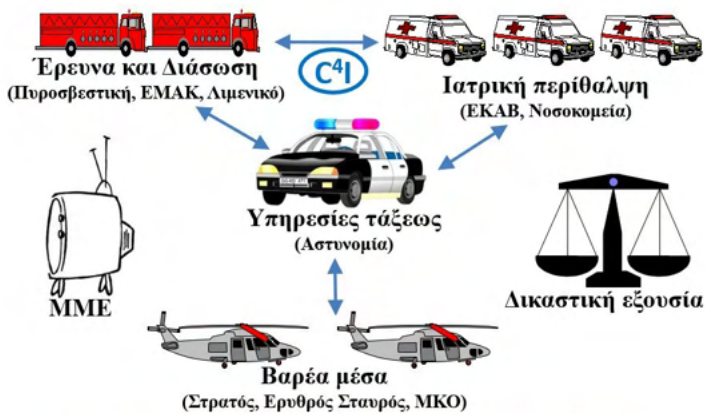 C⁴I
Έρευνα και Διάσωση
(Πυροσβεστική, ΕΜΑΚ, Λιμενικό)
Ιατρική περίθαλψη
(ΕΚΑΒ, Νοσοκομεία)
Υπηρεσίες τάξεως
(Αστυνομία)
ΜΜΕ
Δικαστική εξουσία
Βαρέα μέσα
(Στρατός, Ερυθρός Σταυρός, ΜΚΟ)